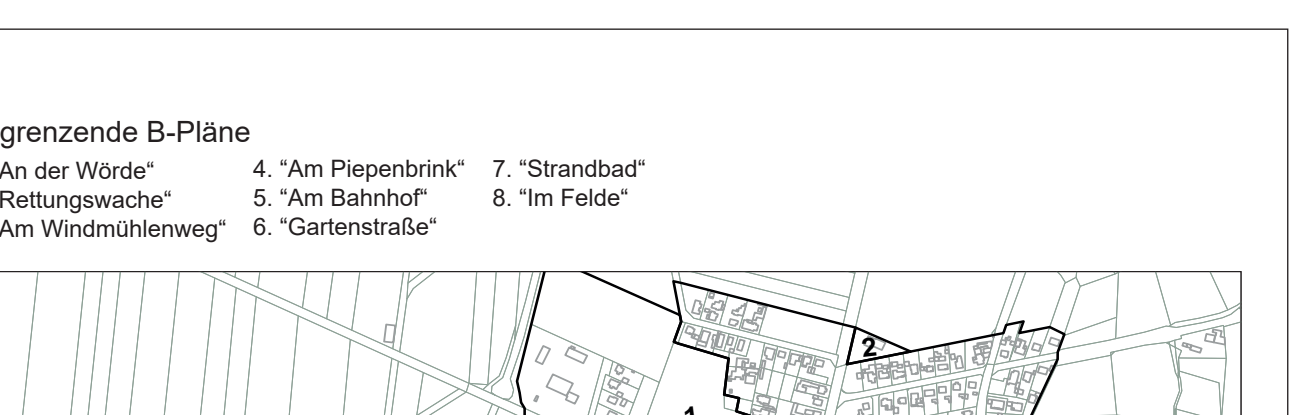 grenzende B-Pläne
An der Wörde“
Rettungswache“
Am Windmühlenweg“
4. “Am Piepenbrink“
5. “Am Bahnhof“
6. “Gartenstraße“
7. “Strandbad“
8. “Im Felde“
2
1